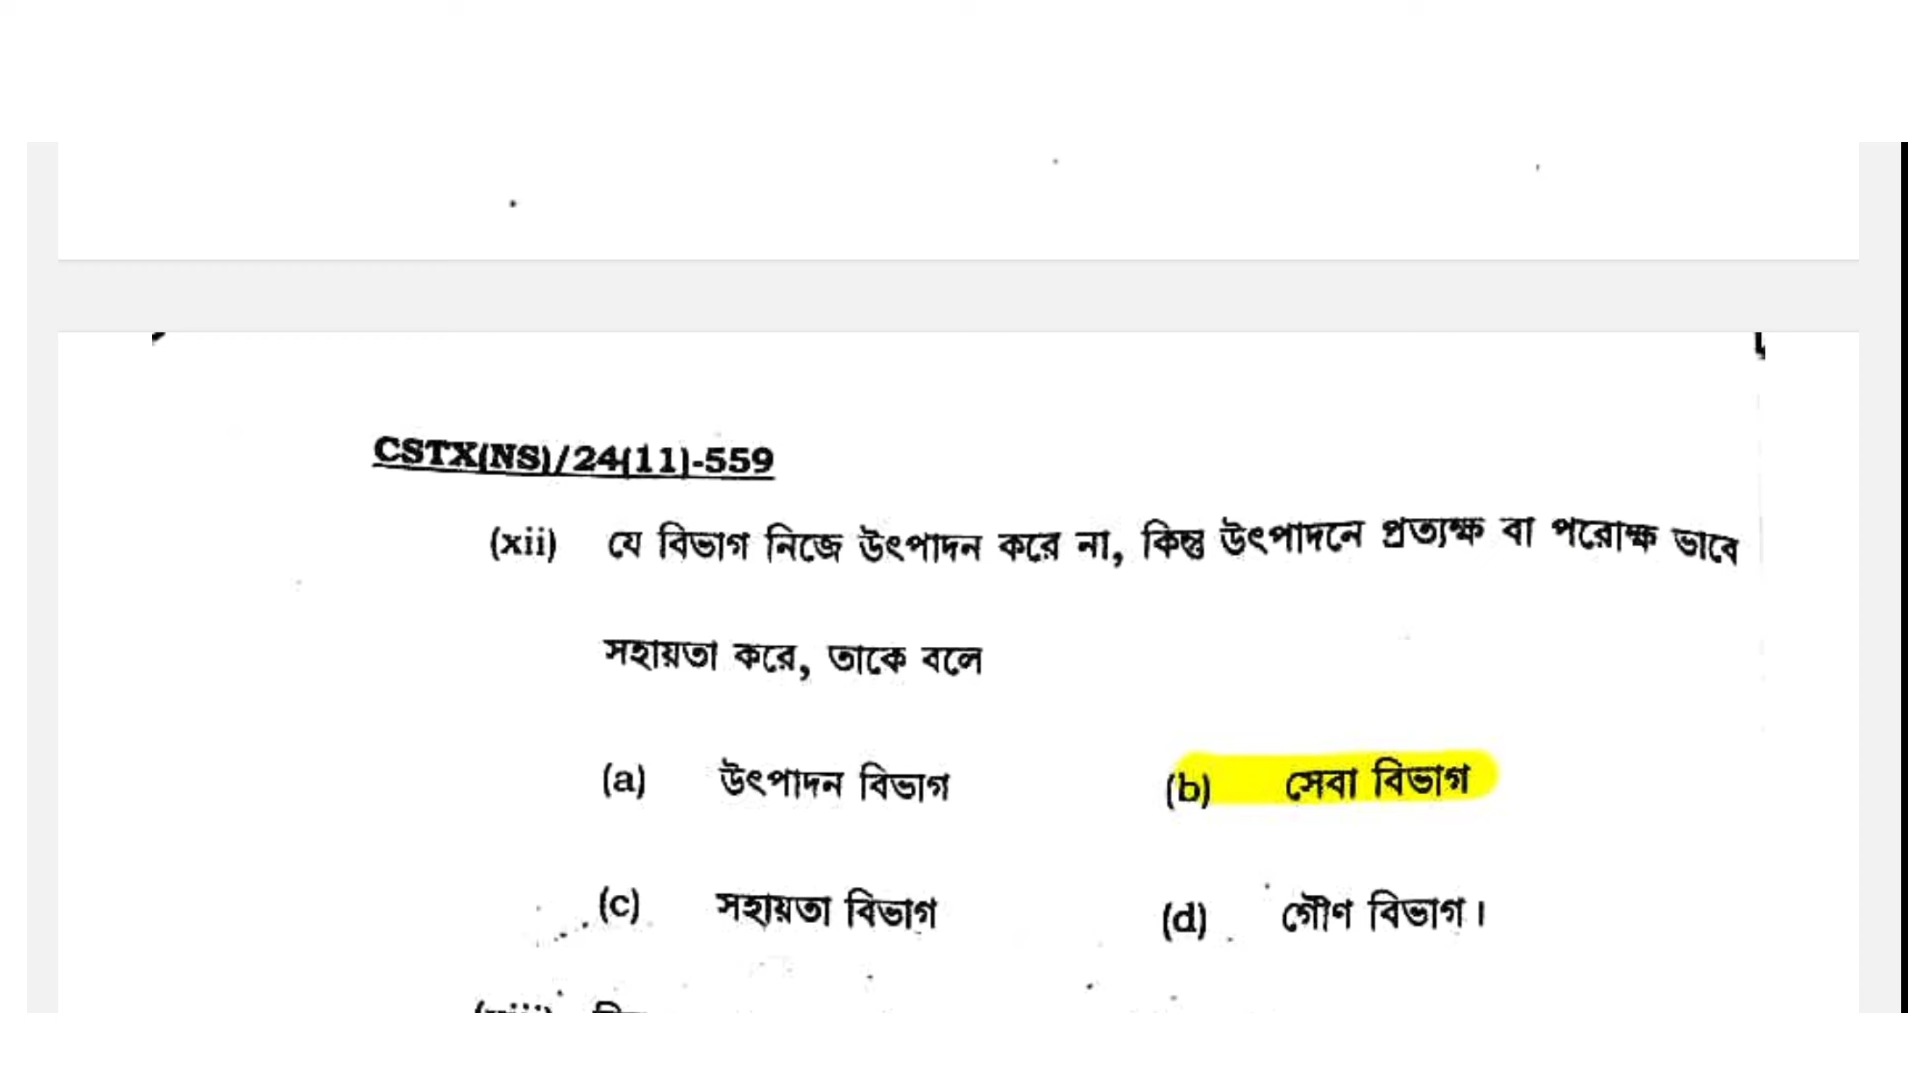 CSTX(NS)/24(11)-559
(xii) যে বিভাগ নিজে উৎপাদন করে না, কিন্তু উৎপাদনে প্রত্যক্ষ বা পরোক্ষ ভাবে
সহায়তা করে, তাকে বলে
(a) উৎপাদন বিভাগ (b) সেবা বিভাগ
(c) সহায়তা বিভাগ (d) গৌণ বিভাগ।